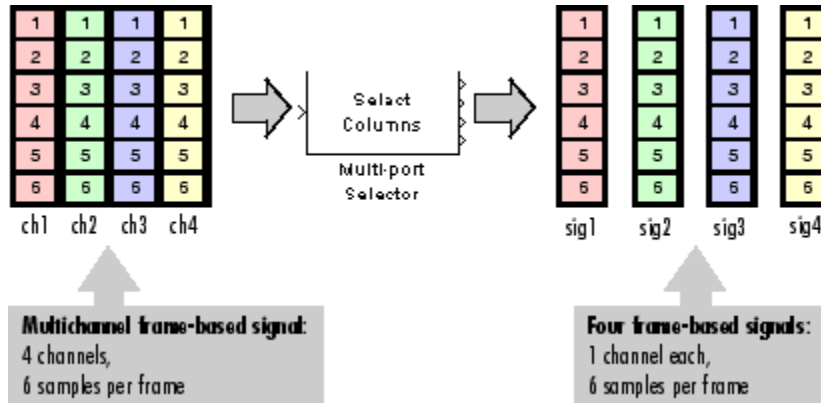 1 1 1 1
2 2 2 2
3 3 3 3
4 4 4 4
5 5 5 5
6 6 6 6
ch1 ch2 ch3 ch4
Select
Columns
Multi-port
Selector
1 1 1 1
2 2 2 2
3 3 3 3
4 4 4 4
5 5 5 5
6 6 6 6
sig1 sig2 sig3 sig4
Multichannel frame-based signal:
4 channels,
6 samples per frame
Four frame-based signals:
1 channel each,
6 samples per frame